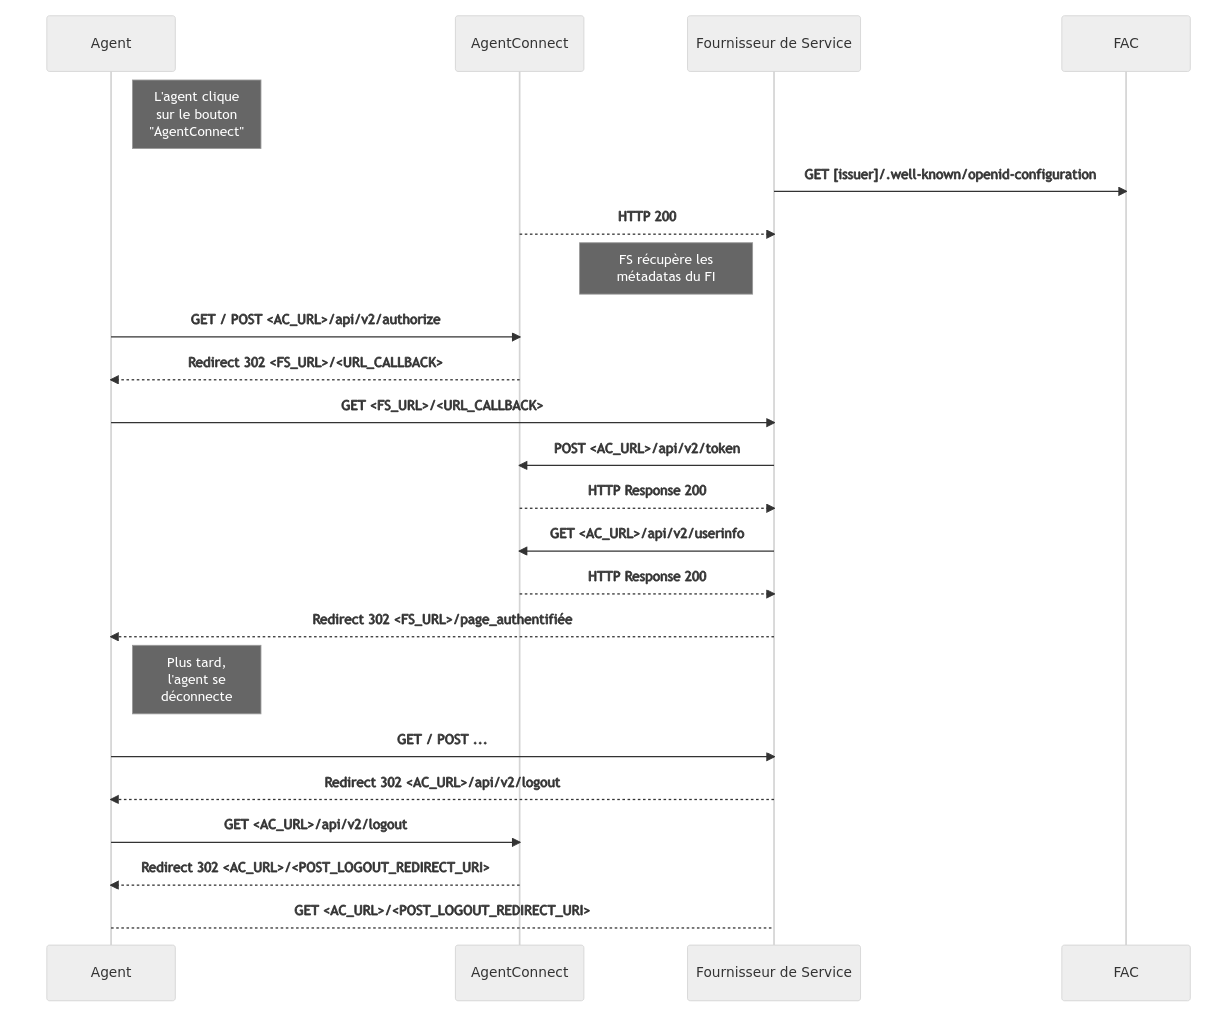 Agent
AgentConnect
Fournisseur de Service
FAC
L'agent clique
sur le bouton
"AgentConnect"
GET [issuer]/.well-known/openid-configuration
HTTP 200
FS récupère les
métadatas du FI
GET / POST <AC_URL>/api/v2/authorize
Redirect 302 <FS_URL>/<URL_CALLBACK>
GET <FS_URL>/<URL_CALLBACK>
POST <AC_URL>/api/v2/token
HTTP Response 200
GET <AC_URL>/api/v2/userinfo
HTTP Response 200
Redirect 302 <FS_URL>/page_authentifiée
Plus tard,
l'agent se
déconnecte
GET / POST ...
Redirect 302 <AC_URL>/api/v2/logout
GET <AC_URL>/api/v2/logout
Redirect 302 <AC_URL>/<POST_LOGOUT_REDIRECT_URI>
GET <AC_URL>/<POST_LOGOUT_REDIRECT_URI>
Agent
AgentConnect
Fournisseur de Service
FAC